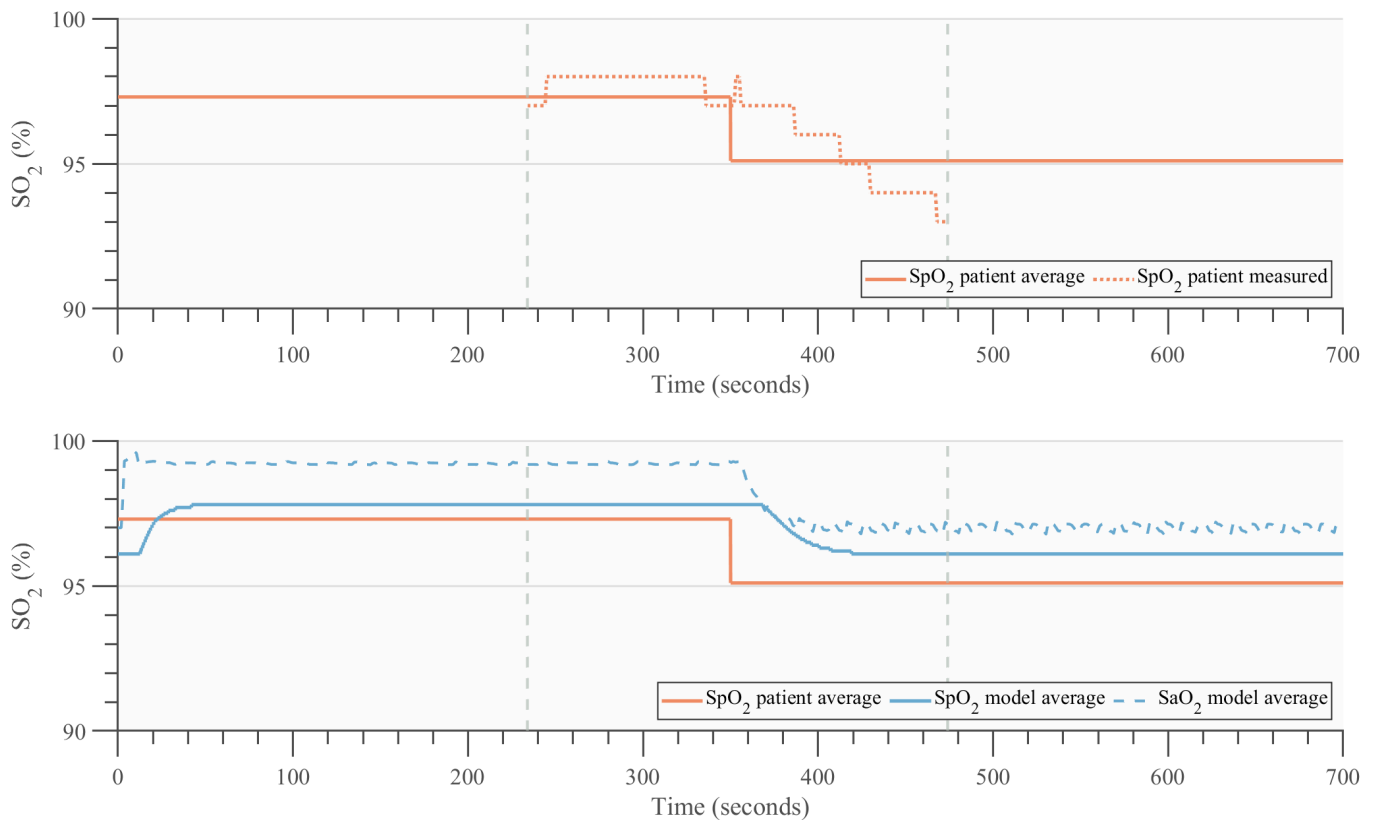 100
95
90
SO2 (%)
SpO2 patient average SpO2 patient measured
0 100 200 300 400 500 600 700
Time (seconds)
100
95
90
SO2 (%)
SpO2 patient average SpO2 model average SaO2 model average
0 100 200 300 400 500 600 700
Time (seconds)